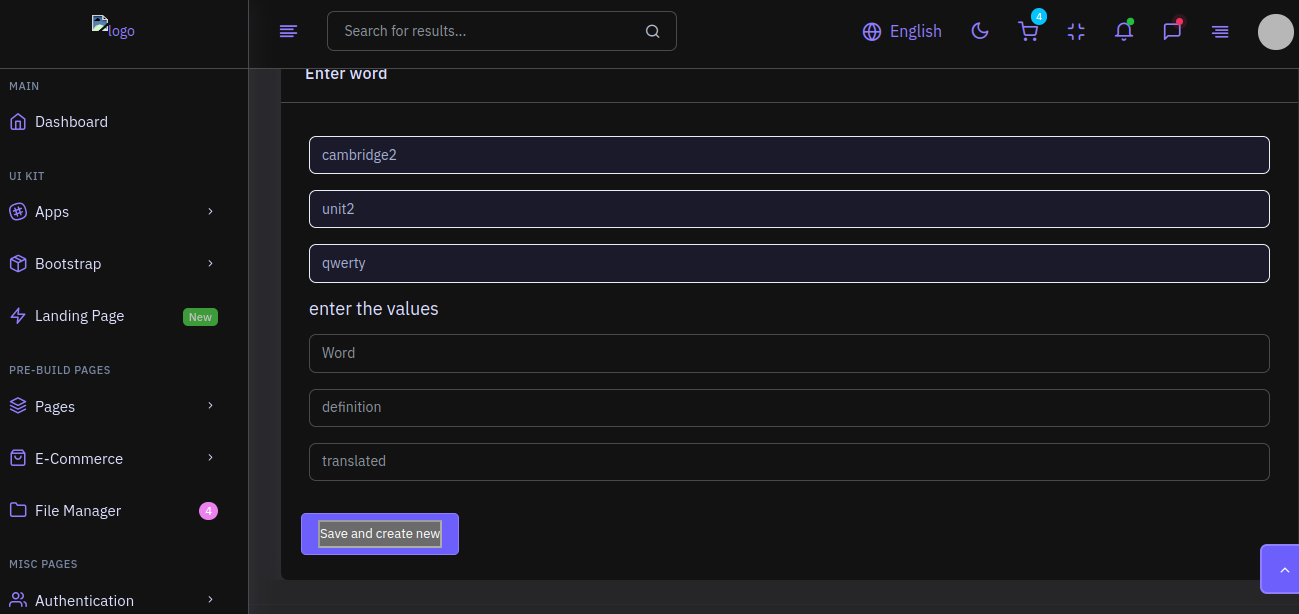 logo
Search for results...
English
4
MAIN
Dashboard
UI KIT
Apps
Bootstrap
Landing Page New
PRE-BUILD PAGES
Pages
E-Commerce
File Manager 4
MISC PAGES
Authentication
Enter word
cambridge2
unit2
qwerty
enter the values
Word
definition
translated
Save and create new